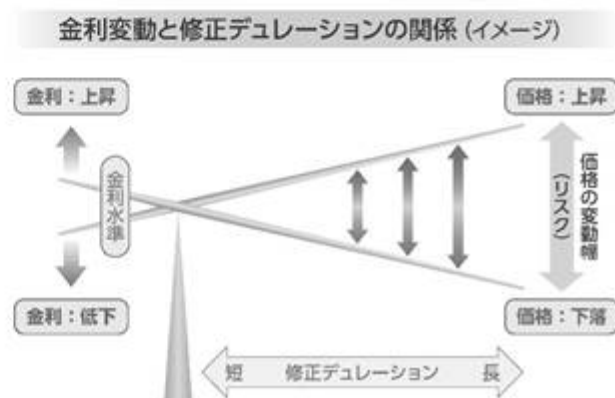 金利変動と修正デュレーションの関係(イメージ)
金利：上昇
価格：上昇
金利水準
価格の変動幅
(リスク)
金利：低下
価格：下落
短 修正デュレーション 長